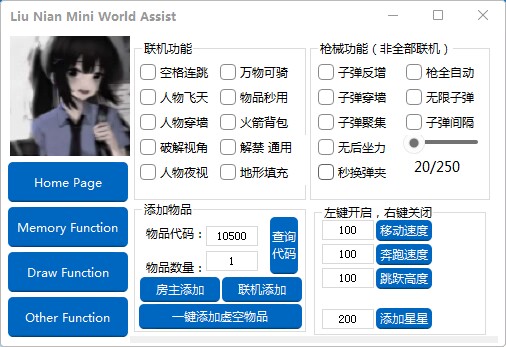 Liu Nian Mini World Assist
Home Page
Memory Function
Draw Function
Other Function
联机功能
空格连跳 万物可骑
人物飞天 物品秒用
人物穿墙 火箭背包
破解视角 解禁 通用
人物夜视 地形填充
枪械功能（非全部联机）
子弹反增 枪全自动
子弹穿墙 无限子弹
子弹聚集 子弹间隔
无后坐力
秒换弹夹 20/250
添加物品
物品代码： 10500 查询代码
物品数量： 1
房主添加 联机添加
一键添加虚空物品
左键开启，右键关闭
100 移动速度
100 奔跑速度
100 跳跃高度
200 添加星星